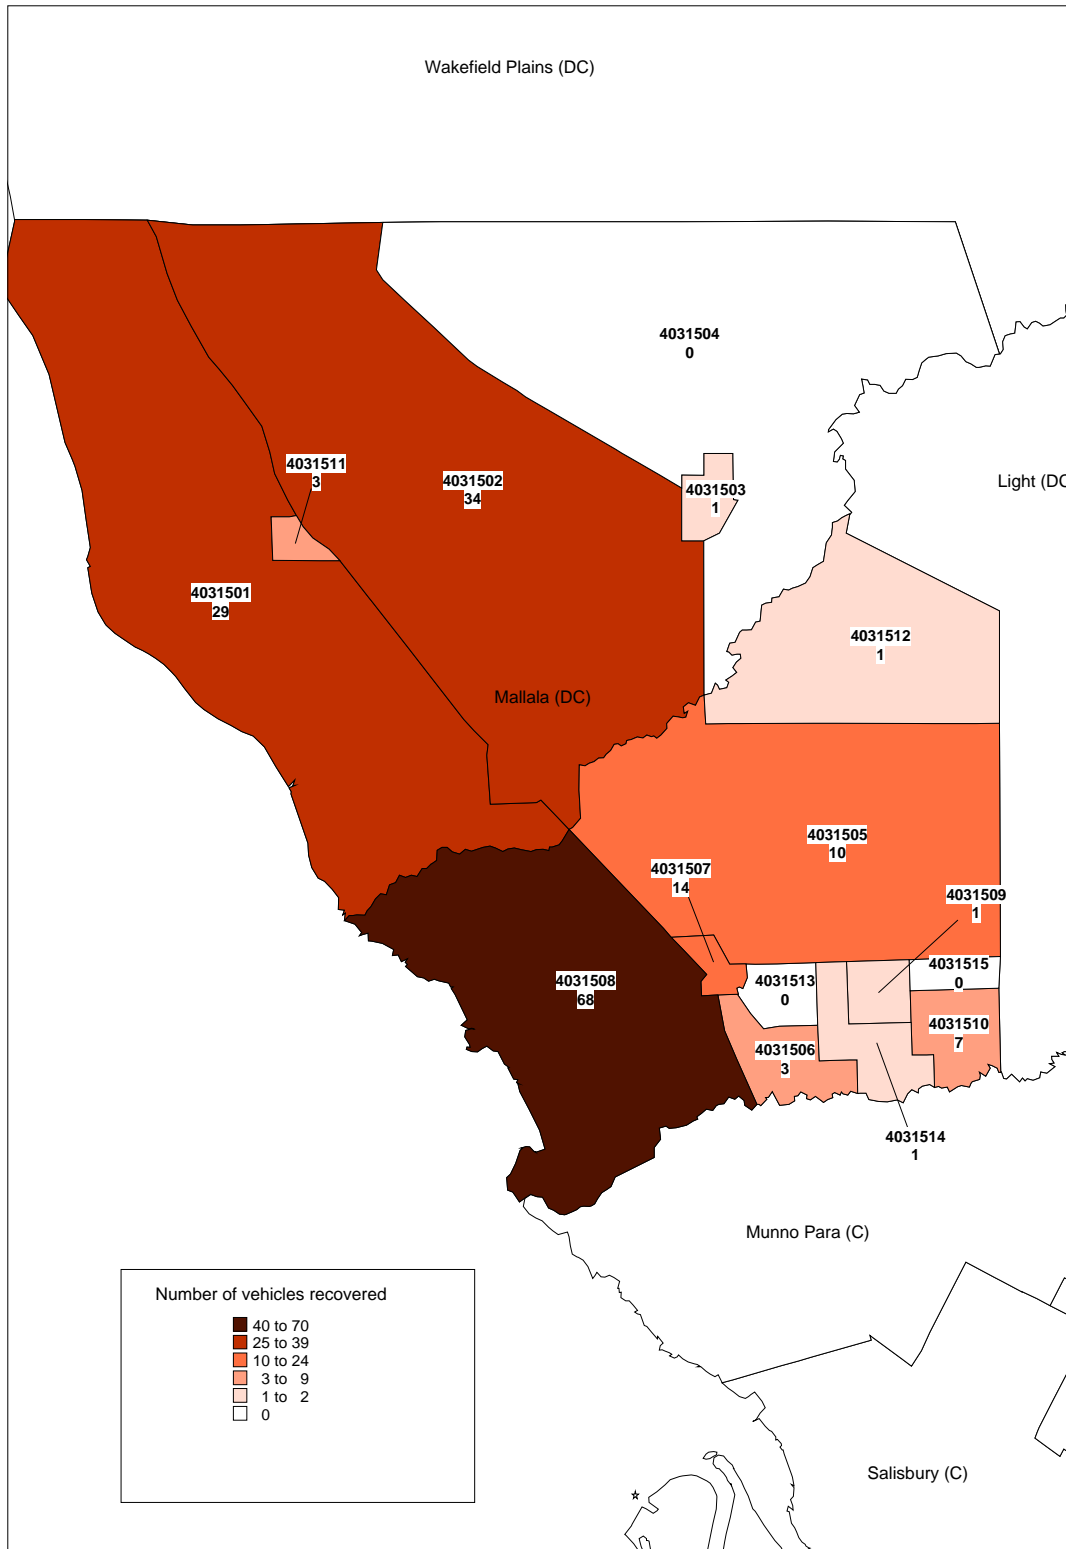 Wakefield Plains (DC)
4031504
0
4031511
3
4031502
34
4031503
1
Light (DC
4031501
29
4031512
1
Mallala (DC)
4031505
10
4031507
14
4031509
1
4031508
68
4031513
0
4031515
0
4031506
3
4031510
7
4031514
1
Munno Para (C)
Number of vehicles recovered
40 to 70
25 to 39
10 to 24
3 to 9
1 to 2
0
Salisbury (C)